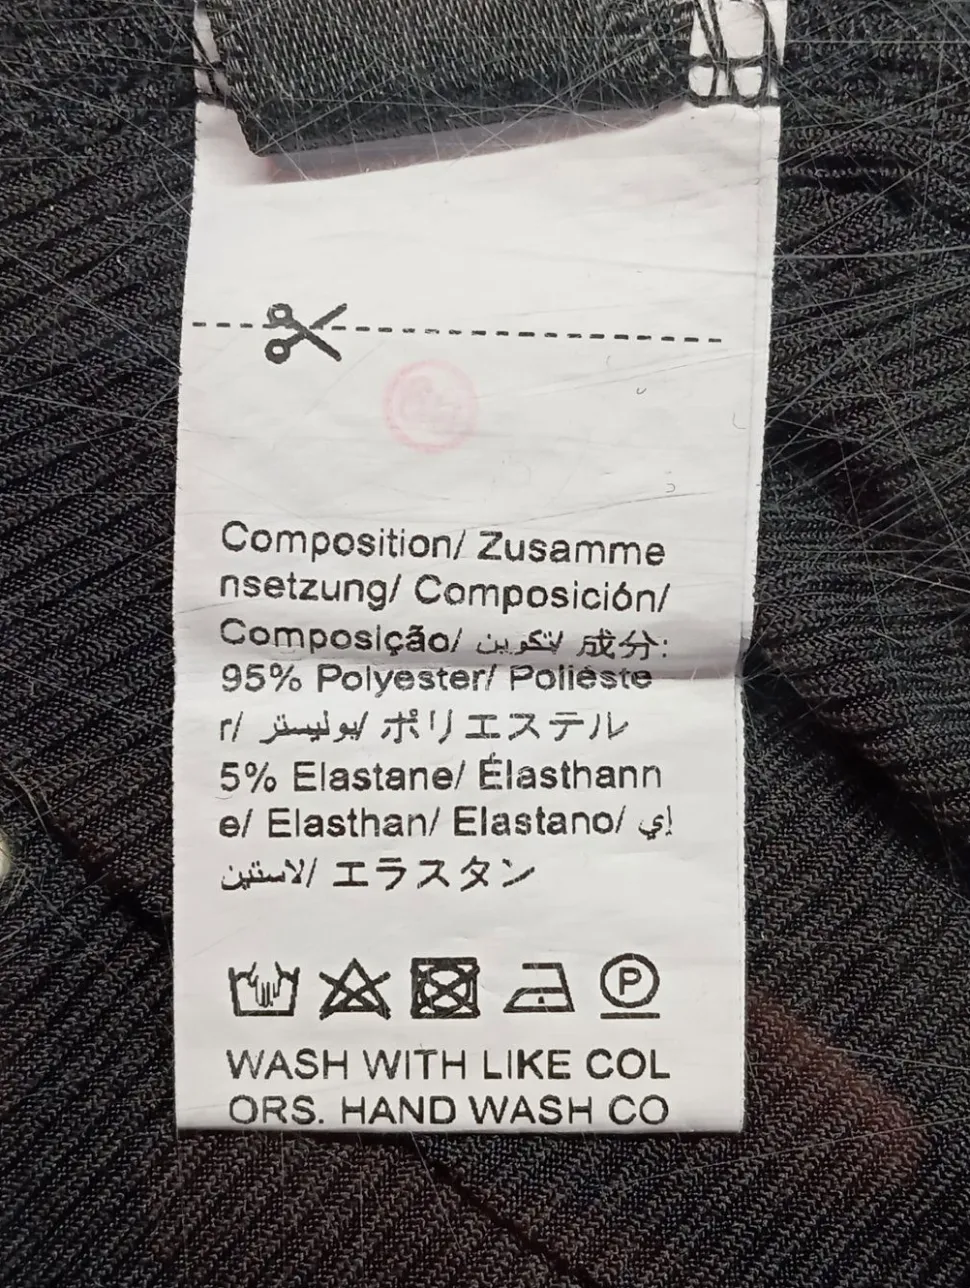 Composition/ Zusamme
nsetzung/ Composición/
Composição/ تكوين/ 成分:
95% Polyester/ Poliéste
r/ بوليستر/ ポリエステル
5% Elastane/ Élasthann
e/ Elasthan/ Elastano/ إي
لاستين/ エラスタン
P
WASH WITH LIKE COL
ORS. HAND WASH CO